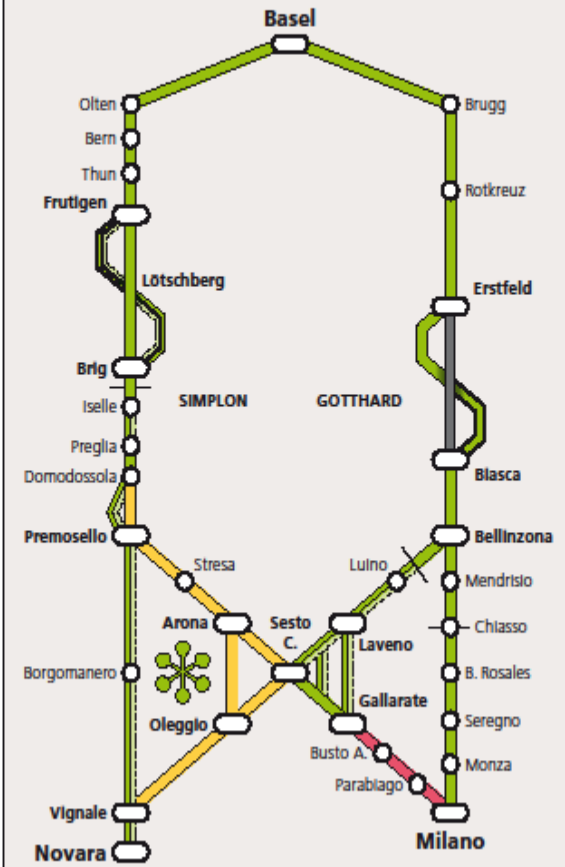 Basel
Olten
Brugg
Bern
Thun
Rotkreuz
Frutigen
Lötschberg
Erstfeld
Brig
SIMPLON
GOTTHARD
Iselle
Preglia
Biasca
Domodossola
Premosello
Bellinzona
Stresa
Luino
Mendrisio
Arona
Sesto
C.
Chiasso
Laveno
Borgomanero
B. Rosales
Gallarate
Oleggio
Seregno
Busto A.
Monza
Parabiago
Vignale
Milano
Novara